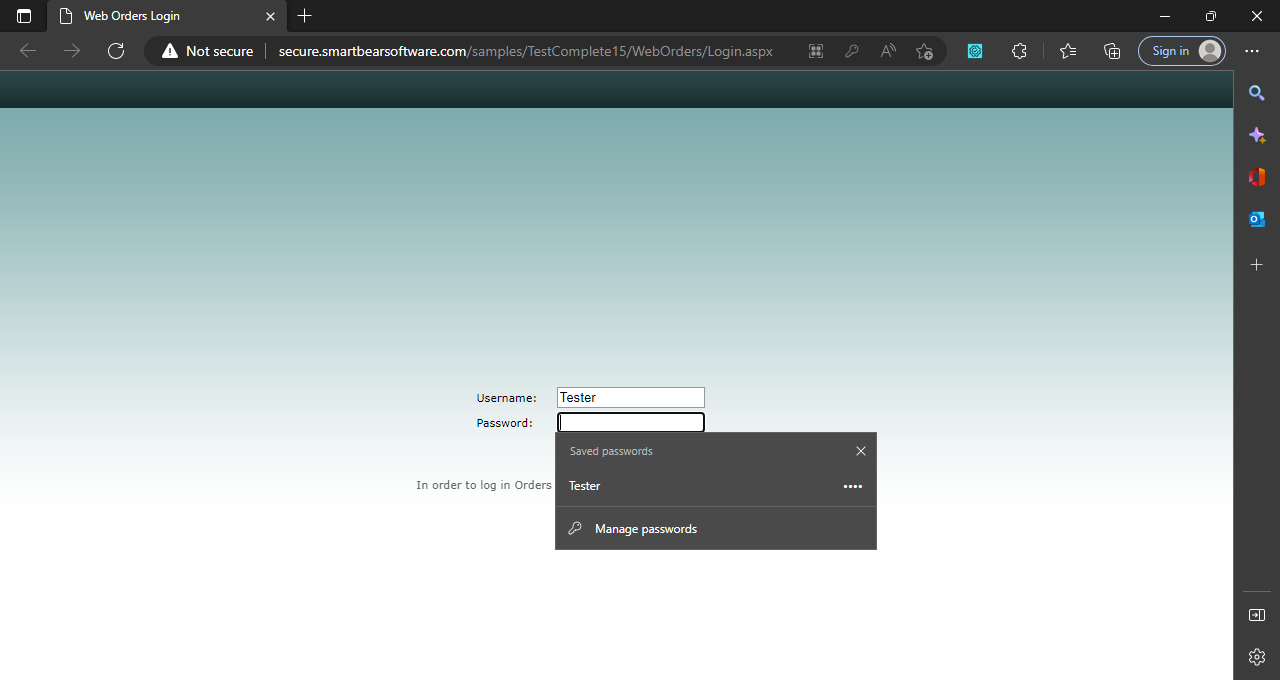 Web Orders Login
Not secure
secure.smartbearsoftware.com/samples/TestComplete15/WebOrders/Login.aspx
Sign in
Username:
Tester
Password:
Saved passwords
In order to log in Orders
Tester
••••
Manage passwords